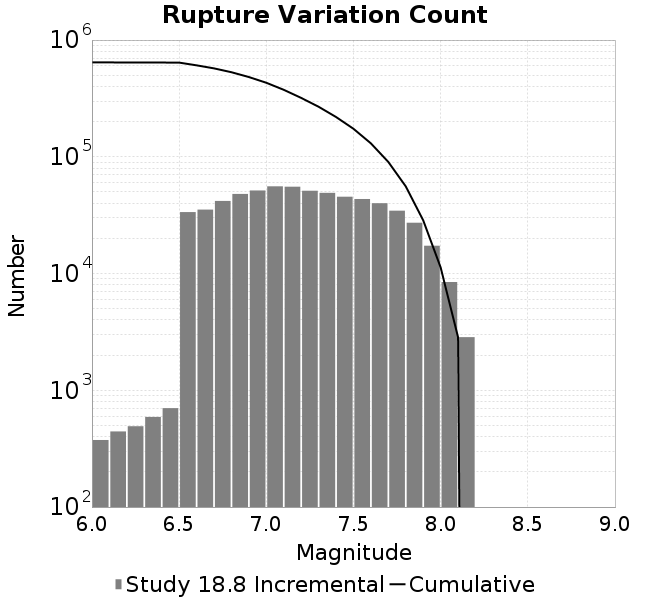 Rupture Variation Count
10^6
10^5
10^4
10^3
10^2
Number
6.0 6.5 7.0 7.5 8.0 8.5 9.0
Magnitude
Study 18.8 Incremental Cumulative